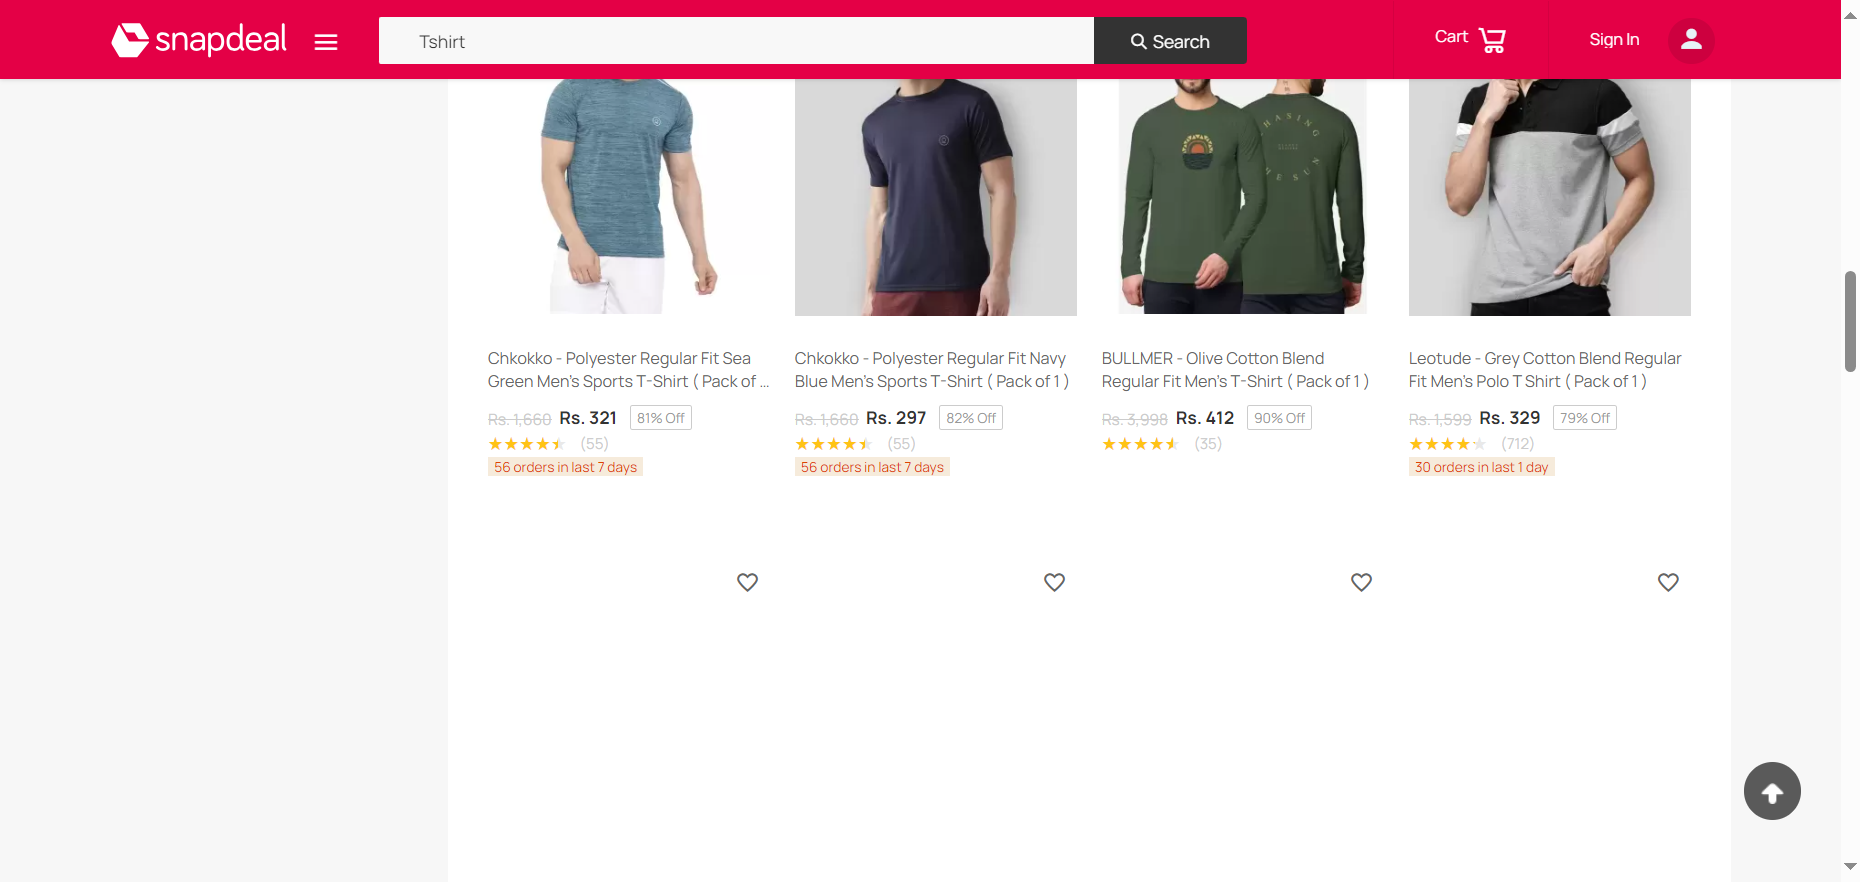 snapdeal
Tshirt
Search
Cart
Sign In
HASING
HE SUN
Chkokko - Polyester Regular Fit Sea
Green Men's Sports T-Shirt ( Pack of ...
Rs. 1,660 Rs. 321 81% Off
(55)
56 orders in last 7 days
Chkokko - Polyester Regular Fit Navy
Blue Men's Sports T-Shirt ( Pack of 1 )
Rs. 1,660 Rs. 297 82% Off
(55)
56 orders in last 7 days
BULLMER - Olive Cotton Blend
Regular Fit Men's T-Shirt ( Pack of 1 )
Rs. 3,998 Rs. 412 90% Off
(35)
Leotude - Grey Cotton Blend Regular
Fit Men's Polo T Shirt ( Pack of 1 )
Rs. 1,599 Rs. 329 79% Off
(712)
30 orders in last 1 day